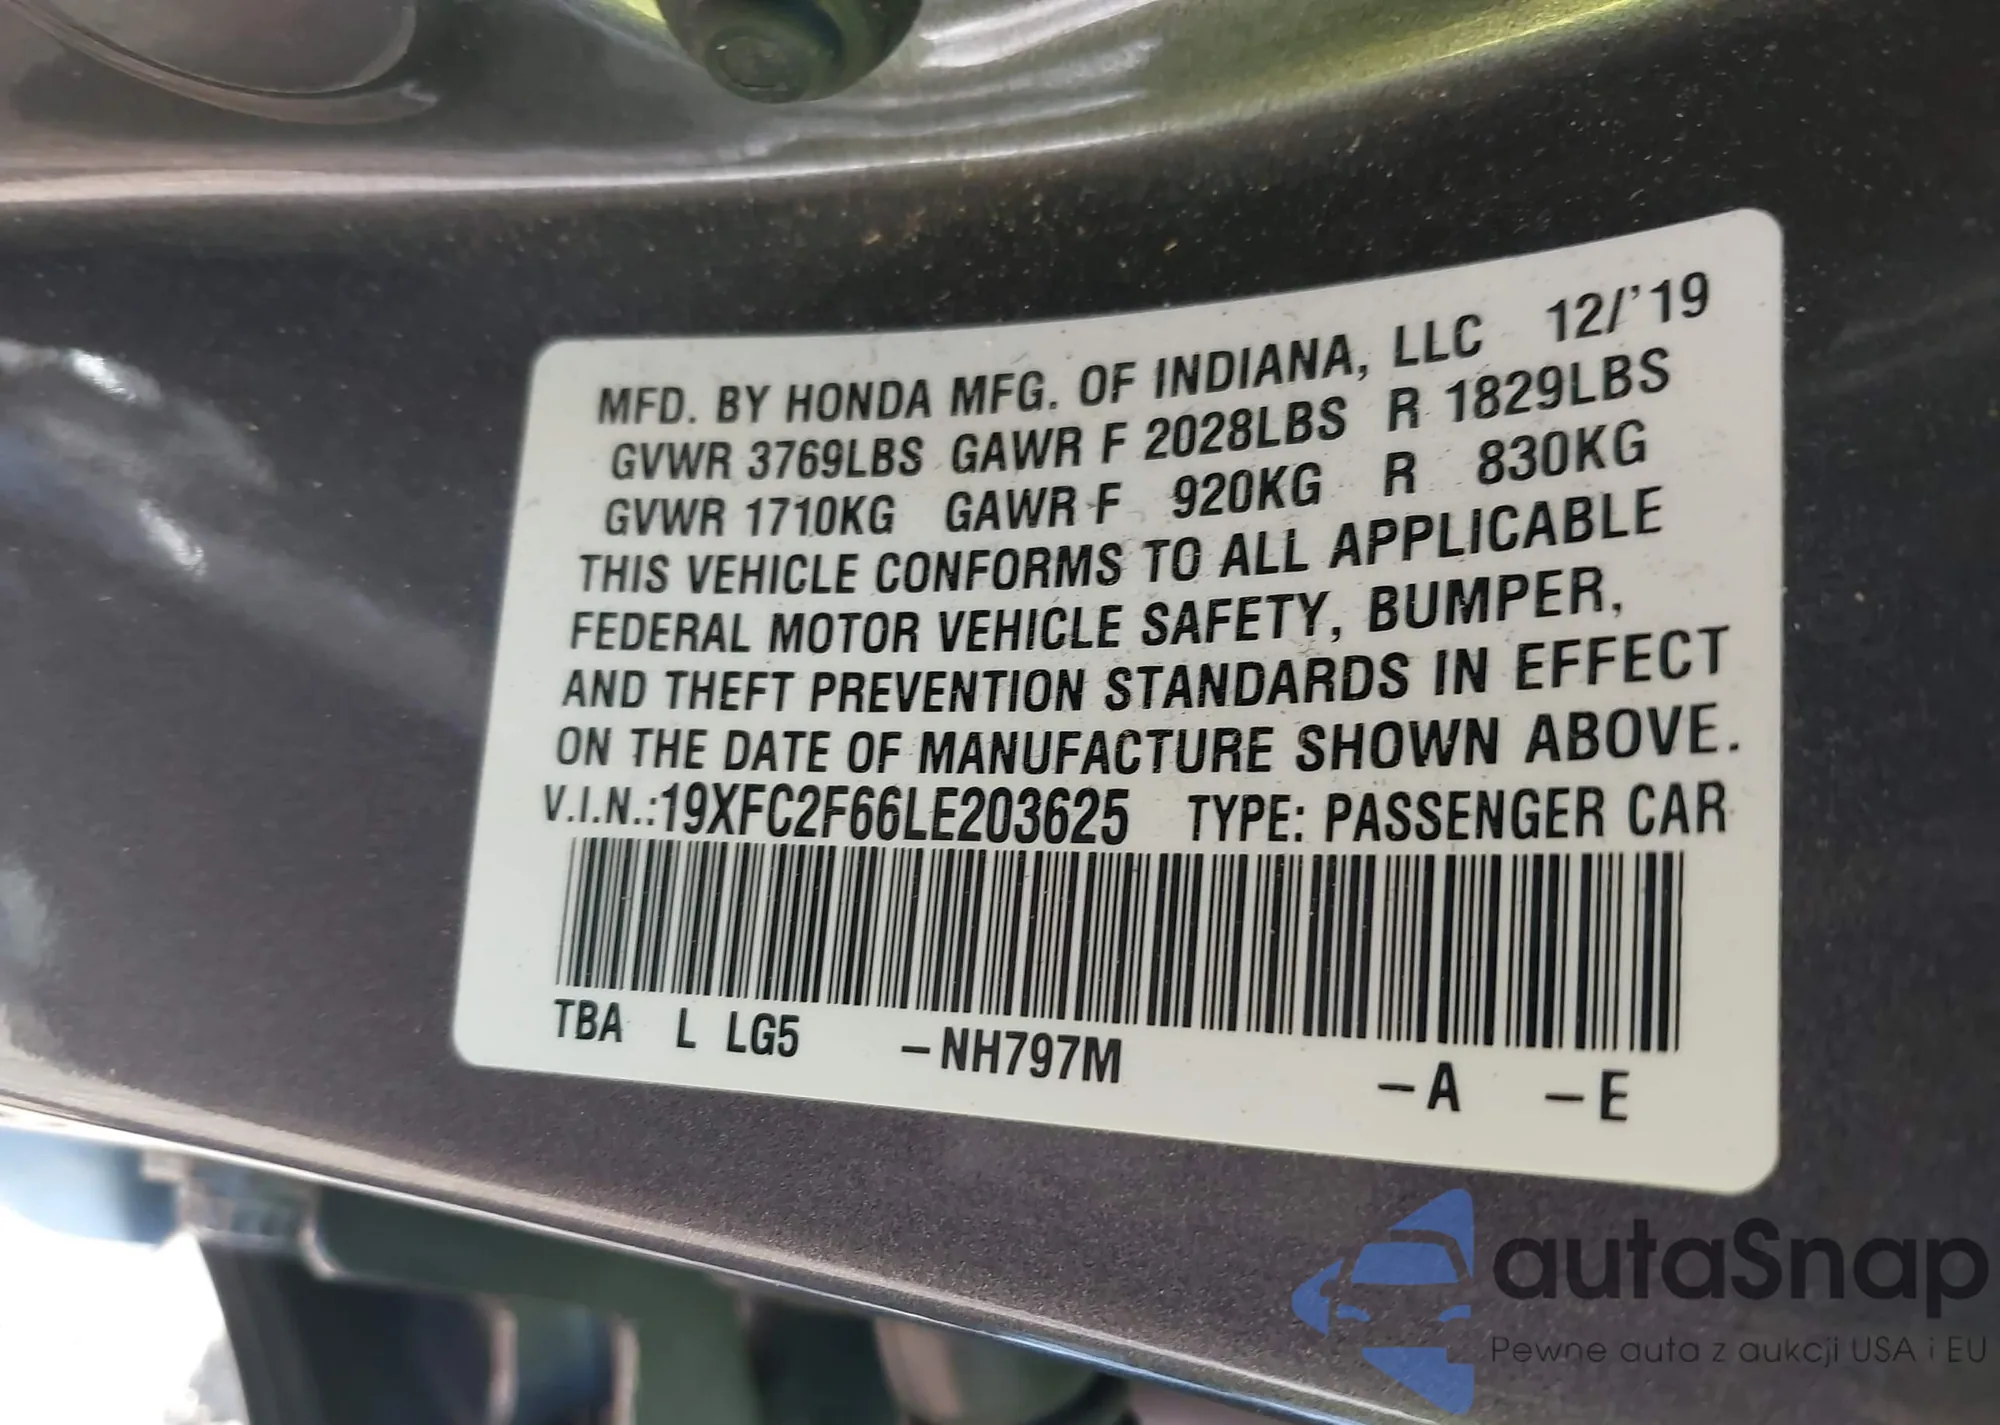 MFD. BY HONDA MFG. OF INDIANA, LLC 12/'19
GVWR 3769LBS GAWR F 2028LBS R 1829LBS
GVWR 1710KG GAWR F 920KG R 830KG
THIS VEHICLE CONFORMS TO ALL APPLICABLE
FEDERAL MOTOR VEHICLE SAFETY, BUMPER,
AND THEFT PREVENTION STANDARDS IN EFFECT
ON THE DATE OF MANUFACTURE SHOWN ABOVE.
V.I.N.:19XFC2F66LE203625 TYPE: PASSENGER CAR
TBA L LG5 –NH797M –A –E
autaSnap
Pewne auta z aukcji USA i EU